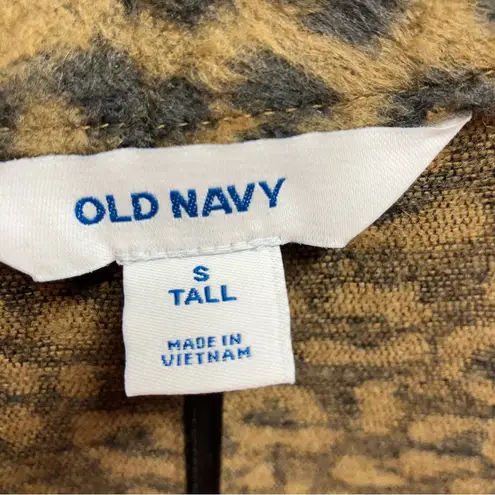 OLD NAVY
S
TALL
MADE IN
VIETNAM